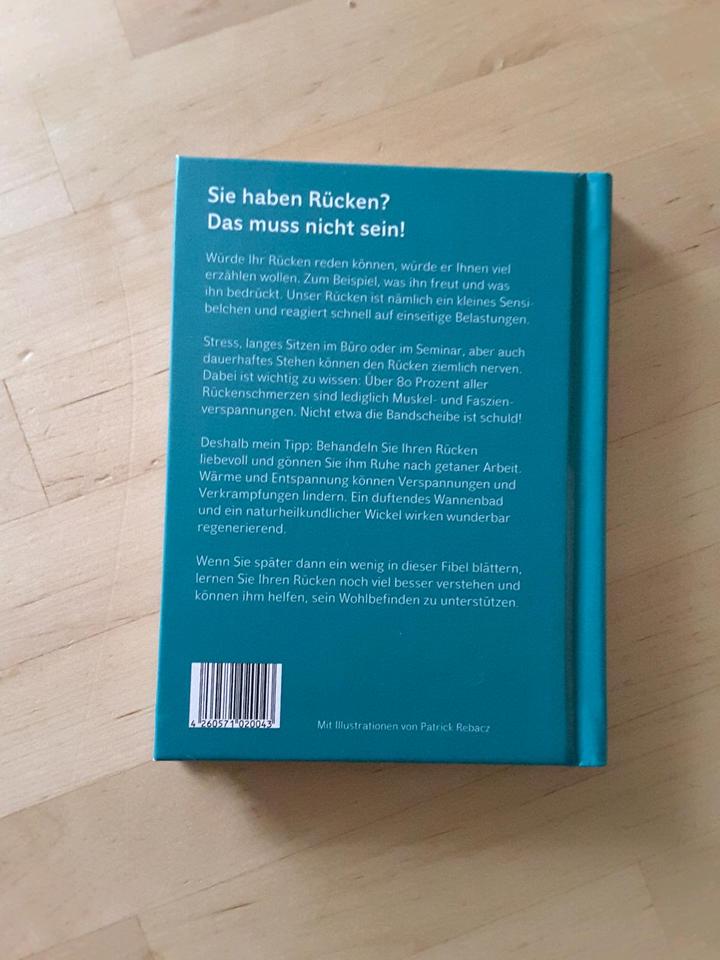 Sie haben Rücken?
Das muss nicht sein!
Würde Ihr Rücken reden können, würde er Ihnen viel
erzählen wollen. Zum Beispiel, was ihn freut und was
ihn bedrückt. Unser Rücken ist nämlich ein kleines Sensi-
belchen und reagiert schnell auf einseitige Belastungen.
Stress, langes Sitzen im Büro oder im Seminar, aber auch
dauerhaftes Stehen können den Rücken ziemlich nerven.
Dabei ist wichtig zu wissen: Über 80 Prozent aller
Rückenschmerzen sind lediglich Muskel- und Faszien-
verspannungen. Nicht etwa die Bandscheibe ist schuld!
Deshalb mein Tipp: Behandeln Sie Ihren Rücken
liebevoll und gönnen Sie ihm Ruhe nach getaner Arbeit.
Wärme und Entspannung können Verspannungen und
Verkrampfungen lindern. Ein duftendes Wannenbad
und ein naturheilkundlicher Wickel wirken wunderbar
regenerierend.
Wenn Sie später dann ein wenig in dieser Fibel blättern,
lernen Sie Ihren Rücken noch viel besser verstehen und
können ihm helfen, sein Wohlbefinden zu unterstützen.
4 260571 020043
Mit Illustrationen von Patrick Rebacz